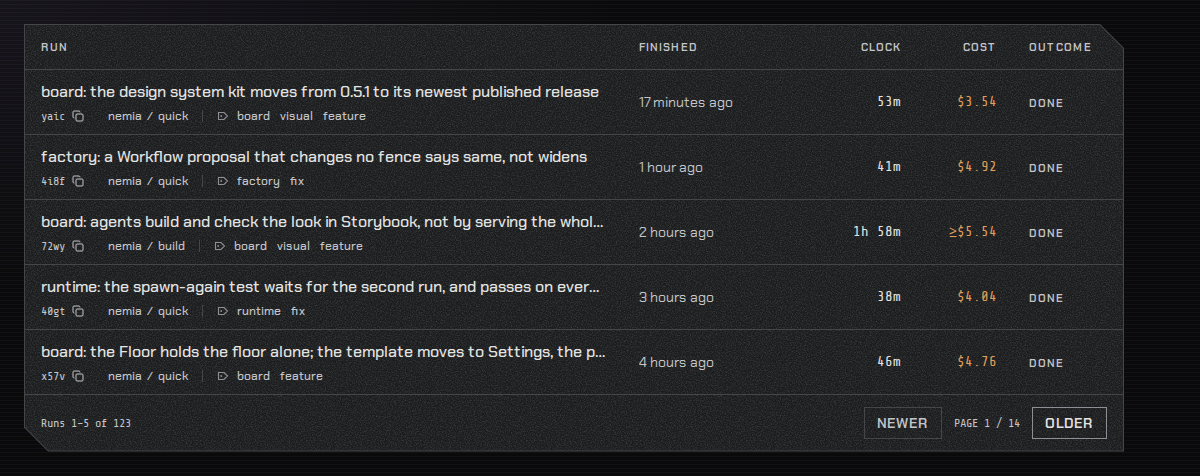 RUN FINISHED CLOCK COST OUTCOME
board: the design system kit moves from 0.5.1 to its newest published release
17 minutes ago 53m $3.54 DONE
yaic nemia / quick board visual feature
factory: a Workflow proposal that changes no fence says same, not widens
1 hour ago 41m $4.92 DONE
4i8f nemia / quick factory fix
board: agents build and check the look in Storybook, not by serving the whol...
2 hours ago 1h 58m ≥$5.54 DONE
72wy nemia / build board visual feature
runtime: the spawn-again test waits for the second run, and passes on ever...
3 hours ago 38m $4.04 DONE
40gt nemia / quick runtime fix
board: the Floor holds the floor alone; the template moves to Settings, the p...
4 hours ago 46m $4.76 DONE
x57v nemia / quick board feature
Runs 1–5 of 123 NEWER PAGE 1 / 14 OLDER